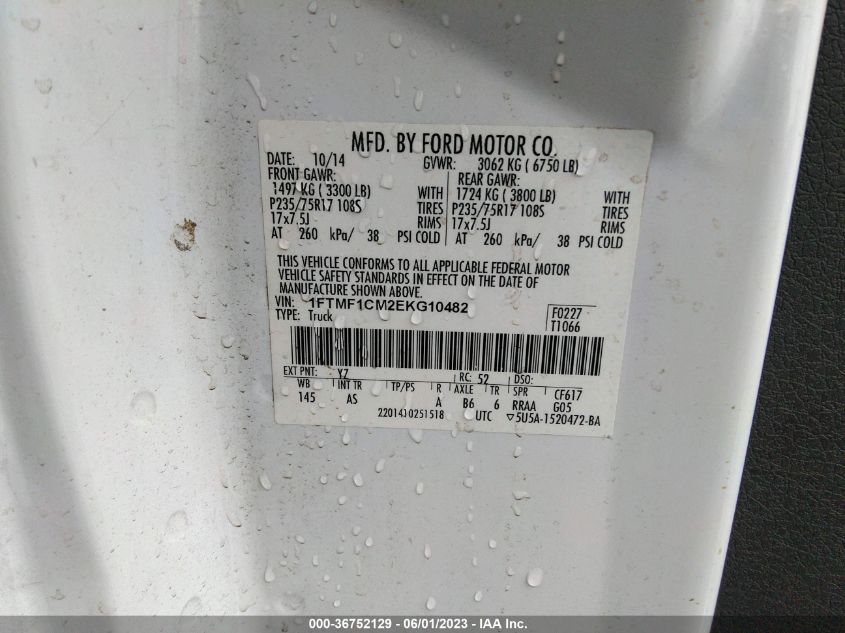 MFD. BY FORD MOTOR CO.
DATE: 10/14 GVWR: 3062 KG ( 6750 LB)
FRONT GAWR: REAR GAWR:
1497 KG ( 3300 LB) WITH 1724 KG ( 3800 LB) WITH
P235/75R17 108S TIRES P235/75R17 108S TIRES
17x7.5J RIMS 17x7.5J RIMS
AT 260 kPa/ 38 PSI COLD AT 260 kPa/ 38 PSI COLD
THIS VEHICLE CONFORMS TO ALL APPLICABLE FEDERAL MOTOR
VEHICLE SAFETY STANDARDS IN EFFECT ON THE DATE OF
MANUFACTURE SHOWN ABOVE.
VIN: 1FTMF1CM2EKG10482 F0227
TYPE: Truck T1066
EXT PNT: YZ RC: 52 DSO:
WB INT TR TP/PS R AXLE TR SPR CF617
145 AS A B6 6 RRAA G05
2201410251518 UTC ▽5U5A-1520472-BA
000-36752129 - 06/01/2023 - IAA Inc.